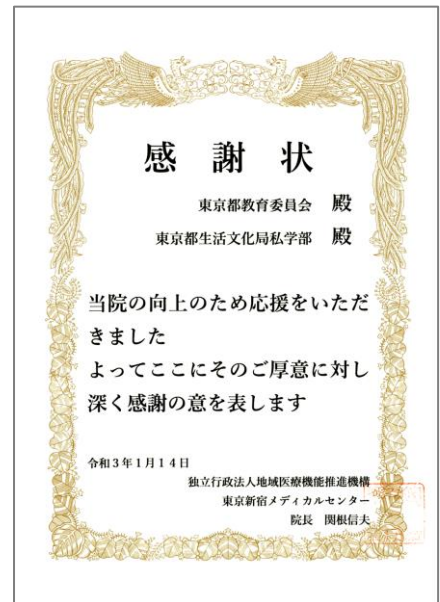 感謝状
東京都教育委員会 殿
東京都生活文化局私学部 殿
当院の向上のため応援をいただ
きました
よってここにそのご厚意に対し
深く感謝の意を表します
令和3年1月14日
独立行政法人地域医療機能推進機構
東京新宿メディカルセンター
院長 関根信夫